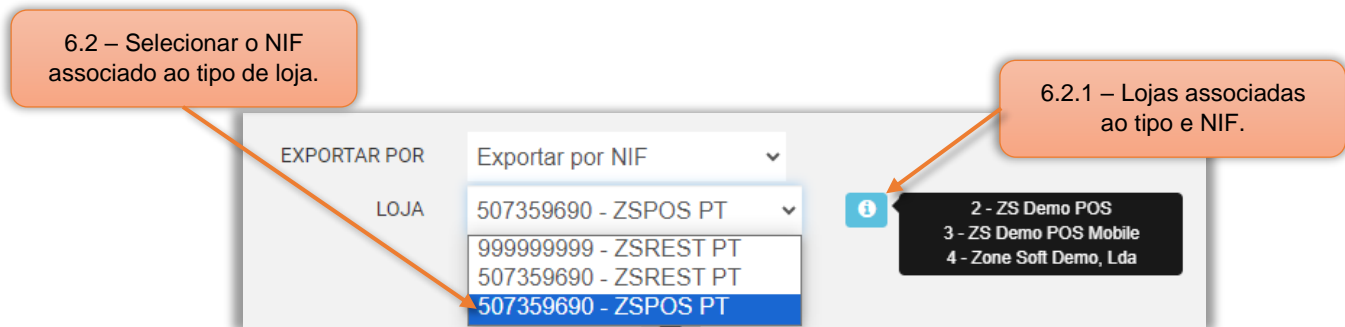 6.2 – Selecionar o NIF
associado ao tipo de loja.
6.2.1 – Lojas associadas
ao tipo e NIF.
EXPORTAR POR
Exportar por NIF
LOJA
507359690 - ZSPOS PT
2 - ZS Demo POS
3 - ZS Demo POS Mobile
4 - Zone Soft Demo, Lda
999999999 - ZSREST PT
507359690 - ZSREST PT
507359690 - ZSPOS PT